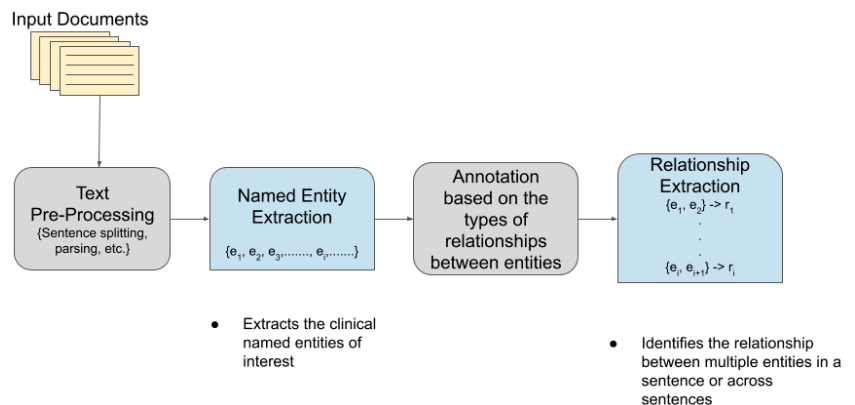 Input Documents
Text
Pre-Processing
{Sentence splitting,
parsing, etc.}
Named Entity
Extraction
{e₁, e₂, e₃,......., eᵢ,.......}
Annotation
based on the
types of
relationships
between entities
Relationship
Extraction
{e₁, e₂} -> r₁
.
.
.
{eᵢ, eᵢ₊₁} -> rᵢ
● Extracts the clinical
named entities of
interest
● Identifies the relationship
between multiple entities in a
sentence or across
sentences